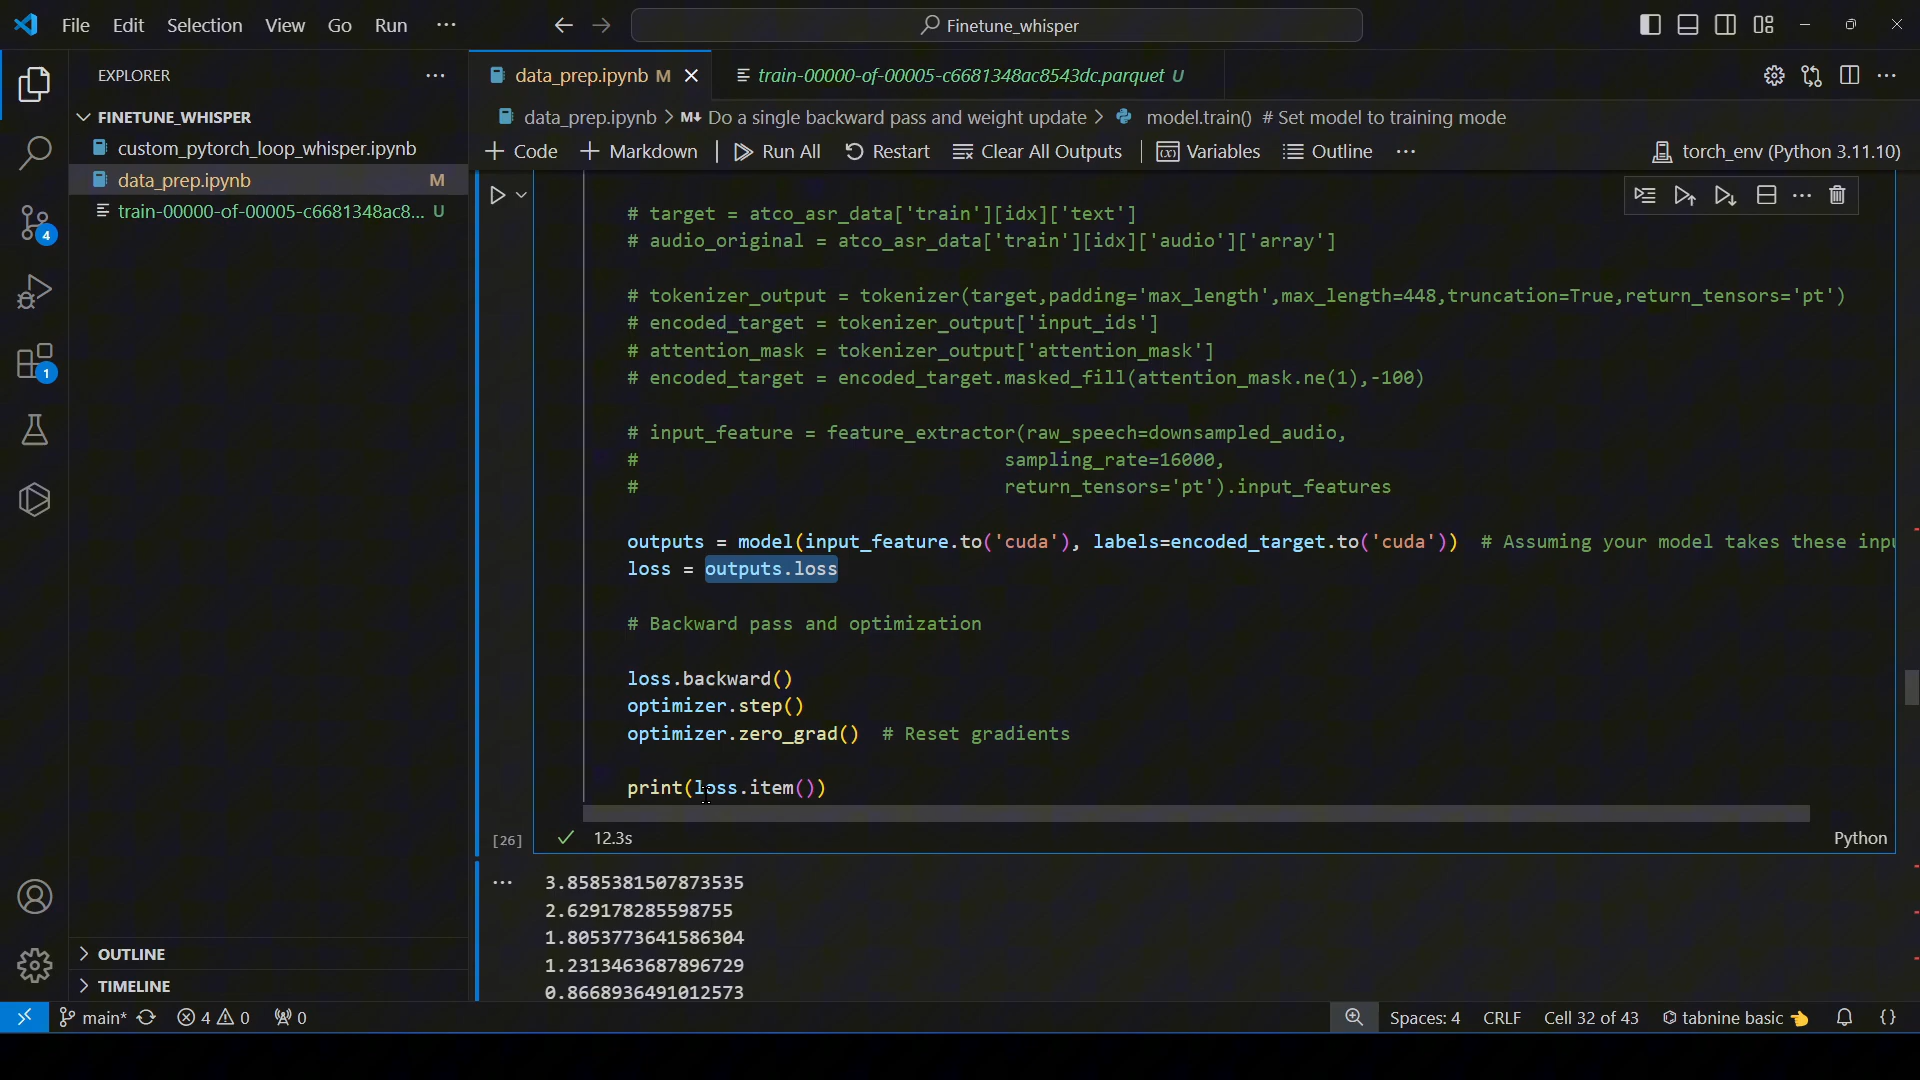 File Edit Selection View Go Run ···
Finetune_whisper
EXPLORER
FINETUNE_WHISPER
custom_pytorch_loop_whisper.ipynb
data_prep.ipynb M
train-00000-of-00005-c6681348ac8... U
OUTLINE
TIMELINE
data_prep.ipynb M
train-00000-of-00005-c6681348ac8543dc.parquet U
data_prep.ipynb > M↓ Do a single backward pass and weight update > model.train() # Set model to training mode
+ Code + Markdown | Run All Restart Clear All Outputs | Variables Outline ··· torch_env (Python 3.11.10)
# target = atco_asr_data['train'][idx]['text']
# audio_original = atco_asr_data['train'][idx]['audio']['array']
# tokenizer_output = tokenizer(target,padding='max_length',max_length=448,truncation=True,return_tensors='pt')
# encoded_target = tokenizer_output['input_ids']
# attention_mask = tokenizer_output['attention_mask']
# encoded_target = encoded_target.masked_fill(attention_mask.ne(1),-100)
# input_feature = feature_extractor(raw_speech=downsampled_audio,
# sampling_rate=16000,
# return_tensors='pt').input_features
outputs = model(input_feature.to('cuda'), labels=encoded_target.to('cuda')) # Assuming your model takes these
loss = outputs.loss
# Backward pass and optimization
loss.backward()
optimizer.step()
optimizer.zero_grad() # Reset gradients
print(loss.item())
[26] 12.3s Python
3.8585381507873535
2.629178285598755
1.8053773641586304
1.2313463687896729
0.8668936491012573
4
1
main* 4 0 0 Spaces: 4 CRLF Cell 32 of 43 tabnine basic {}